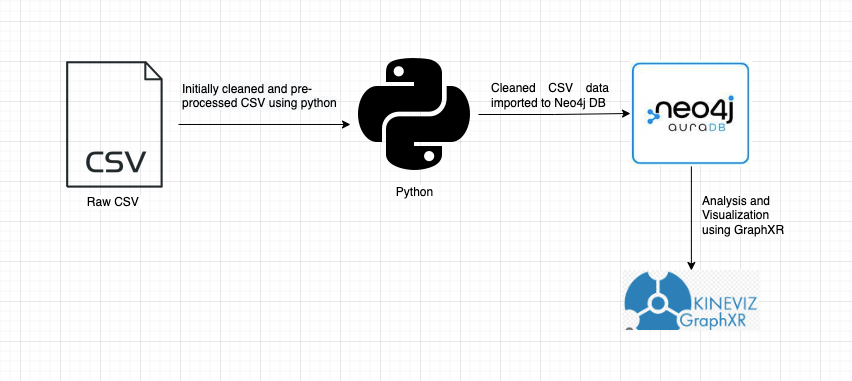 CSV
Raw CSV
Initially cleaned and pre-
processed CSV using python
Python
Cleaned CSV data
imported to Neo4j DB
neo4j
auraDB
Analysis and
Visualization
using GraphXR
KINEVIZ
GraphXR